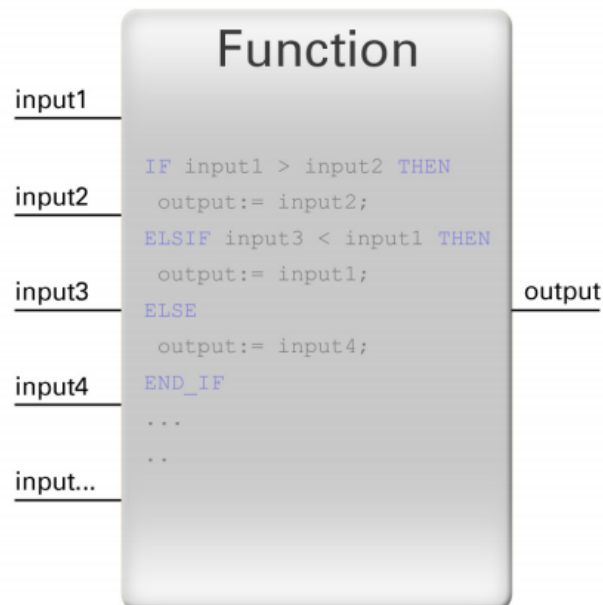 Function
input1
input2
input3
input4
input...
IF input1 > input2 THEN
output:= input2;
ELSIF input3 < input1 THEN
output:= input1;
ELSE
output:= input4;
END_IF
...
..
output